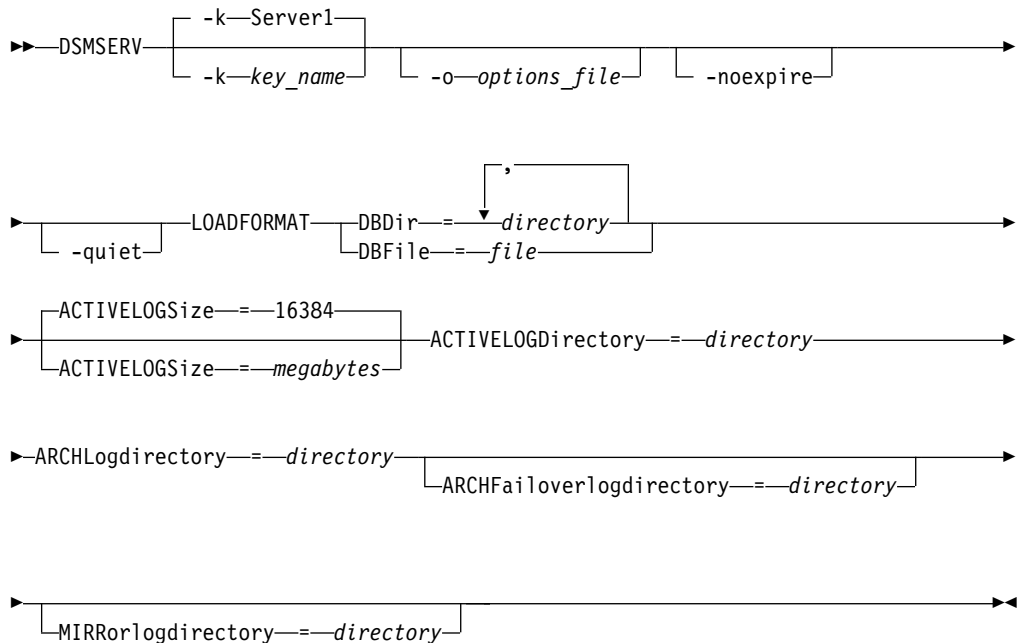 -k Server1
DSMSERV
-k key_name
-o options_file
-noexpire
,
-quiet
LOADFORMAT
DBDir = directory
DBFile = file
ACTIVELOGSize = 16384
ACTIVELOGSize = megabytes
ACTIVELOGDirectory = directory
ARCHLogdirectory = directory
ARCHFailoverlogdirectory = directory
MIRRorlogdirectory = directory